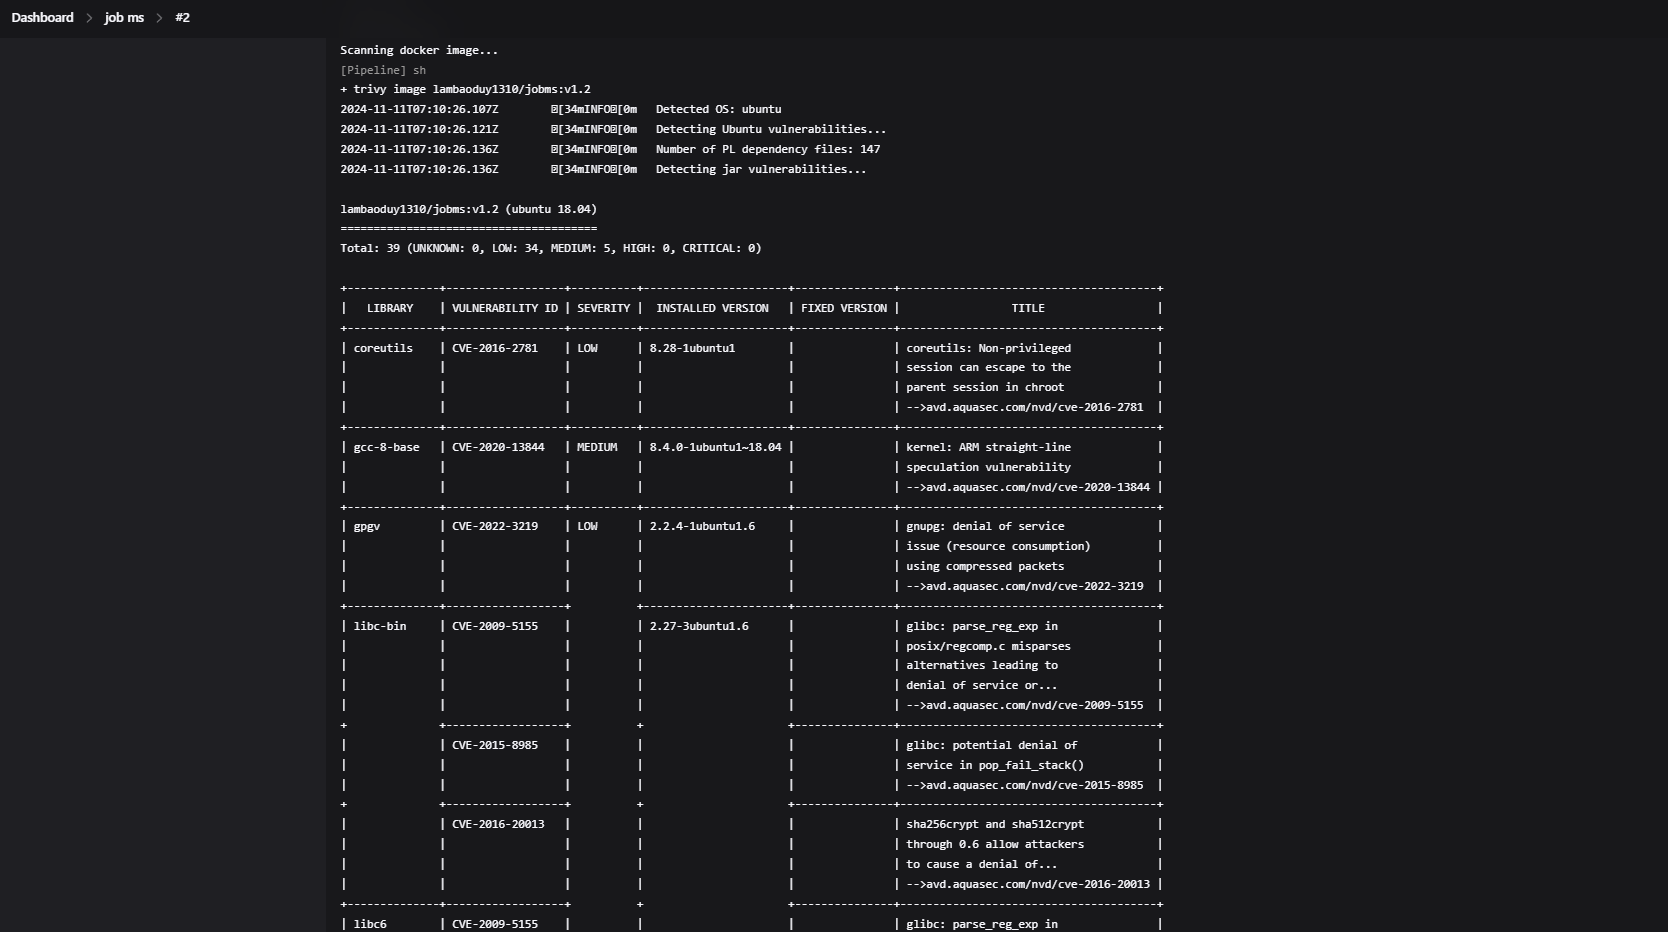 Dashboard > job ms > #2
Scanning docker image...
[Pipeline] sh
+ trivy image lambaoduy1310/jobms:v1.2
2024-11-11T07:10:26.107Z        [34mINFO[0m   Detected OS: ubuntu
2024-11-11T07:10:26.121Z        [34mINFO[0m   Detecting Ubuntu vulnerabilities...
2024-11-11T07:10:26.136Z        [34mINFO[0m   Number of PL dependency files: 147
2024-11-11T07:10:26.136Z        [34mINFO[0m   Detecting jar vulnerabilities...
lambaoduy1310/jobms:v1.2 (ubuntu 18.04)
=======================================
Total: 39 (UNKNOWN: 0, LOW: 34, MEDIUM: 5, HIGH: 0, CRITICAL: 0)
+--------------+------------------+----------+----------------------+---------------+---------------------------------------+
|   LIBRARY    | VULNERABILITY ID | SEVERITY |  INSTALLED VERSION   | FIXED VERSION |                 TITLE                 |
+--------------+------------------+----------+----------------------+---------------+---------------------------------------+
| coreutils    | CVE-2016-2781    | LOW      | 8.28-1ubuntu1        |               | coreutils: Non-privileged             |
|              |                  |          |                      |               | session can escape to the             |
|              |                  |          |                      |               | parent session in chroot              |
|              |                  |          |                      |               | -->avd.aquasec.com/nvd/cve-2016-2781  |
+--------------+------------------+----------+----------------------+---------------+---------------------------------------+
| gcc-8-base   | CVE-2020-13844   | MEDIUM   | 8.4.0-1ubuntu1~18.04 |               | kernel: ARM straight-line             |
|              |                  |          |                      |               | speculation vulnerability             |
|              |                  |          |                      |               | -->avd.aquasec.com/nvd/cve-2020-13844 |
+--------------+------------------+----------+----------------------+---------------+---------------------------------------+
| gpgv         | CVE-2022-3219    | LOW      | 2.2.4-1ubuntu1.6     |               | gnupg: denial of service              |
|              |                  |          |                      |               | issue (resource consumption)          |
|              |                  |          |                      |               | using compressed packets              |
|              |                  |          |                      |               | -->avd.aquasec.com/nvd/cve-2022-3219  |
+--------------+------------------+          +----------------------+---------------+---------------------------------------+
| libc-bin     | CVE-2009-5155    |          | 2.27-3ubuntu1.6      |               | glibc: parse_reg_exp in               |
|              |                  |          |                      |               | posix/regcomp.c misparses             |
|              |                  |          |                      |               | alternatives leading to               |
|              |                  |          |                      |               | denial of service or...               |
|              |                  |          |                      |               | -->avd.aquasec.com/nvd/cve-2009-5155  |
+              +------------------+          +                      +---------------+---------------------------------------+
|              | CVE-2015-8985    |          |                      |               | glibc: potential denial of            |
|              |                  |          |                      |               | service in pop_fail_stack()           |
|              |                  |          |                      |               | -->avd.aquasec.com/nvd/cve-2015-8985  |
+              +------------------+          +                      +---------------+---------------------------------------+
|              | CVE-2016-20013   |          |                      |               | sha256crypt and sha512crypt           |
|              |                  |          |                      |               | through 0.6 allow attackers           |
|              |                  |          |                      |               | to cause a denial of...               |
|              |                  |          |                      |               | -->avd.aquasec.com/nvd/cve-2016-20013 |
+--------------+------------------+          +                      +---------------+---------------------------------------+
| libc6        | CVE-2009-5155    |          |                      |               | glibc: parse_reg_exp in               |